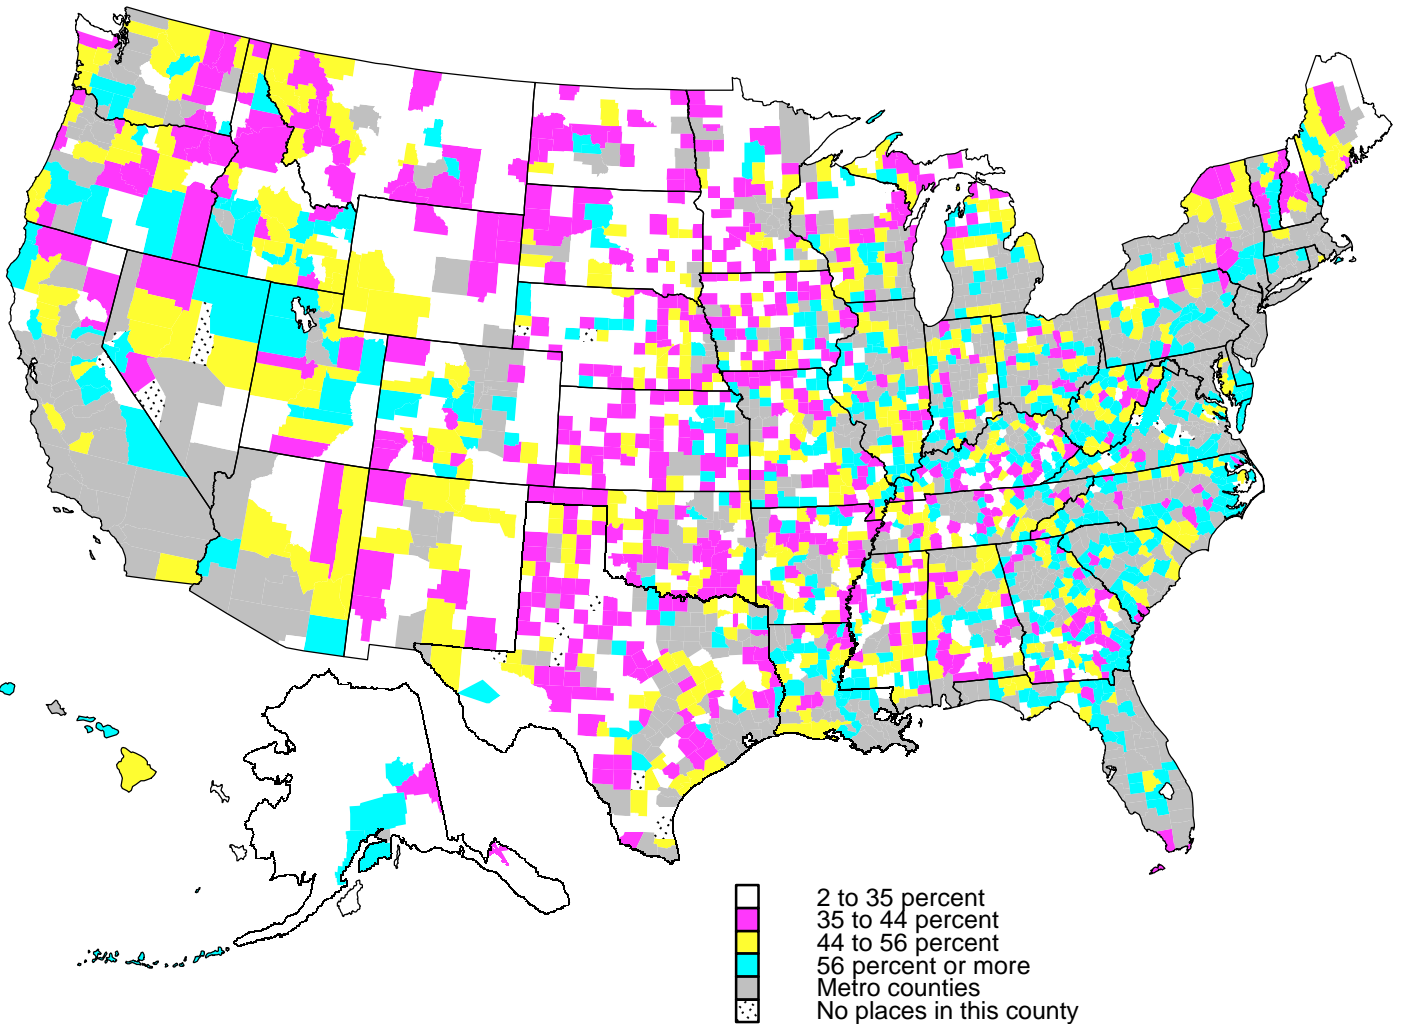 2 to 35 percent
35 to 44 percent
44 to 56 percent
56 percent or more
Metro counties
No places in this county